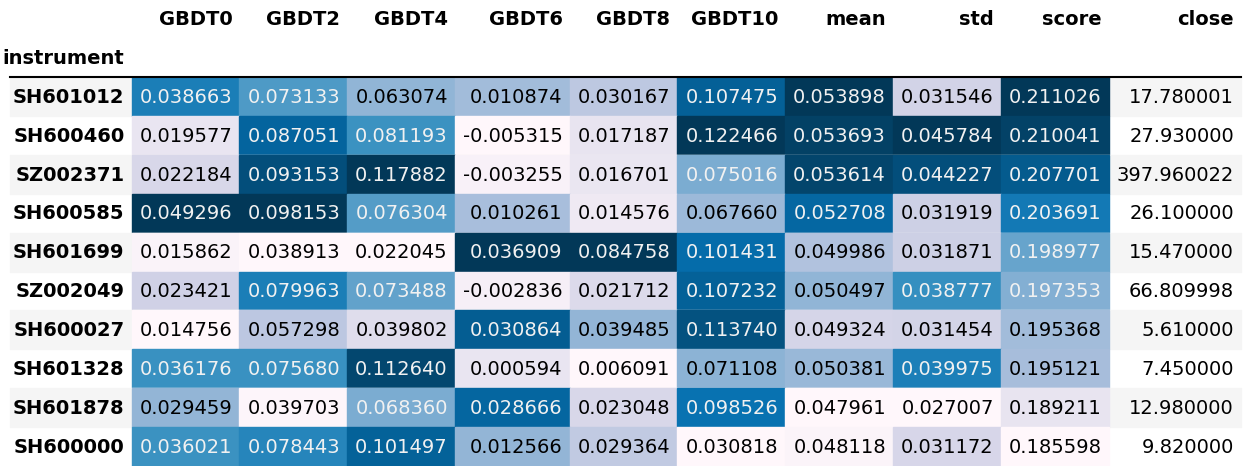 GBDT0 GBDT2 GBDT4 GBDT6 GBDT8 GBDT10 mean std score close
instrument
SH601012 0.038663 0.073133 0.063074 0.010874 0.030167 0.107475 0.053898 0.031546 0.211026 17.780001
SH600460 0.019577 0.087051 0.081193 -0.005315 0.017187 0.122466 0.053693 0.045784 0.210041 27.930000
SZ002371 0.022184 0.093153 0.117882 -0.003255 0.016701 0.075016 0.053614 0.044227 0.207701 397.960022
SH600585 0.049296 0.098153 0.076304 0.010261 0.014576 0.067660 0.052708 0.031919 0.203691 26.100000
SH601699 0.015862 0.038913 0.022045 0.036909 0.084758 0.101431 0.049986 0.031871 0.198977 15.470000
SZ002049 0.023421 0.079963 0.073488 -0.002836 0.021712 0.107232 0.050497 0.038777 0.197353 66.809998
SH600027 0.014756 0.057298 0.039802 0.030864 0.039485 0.113740 0.049324 0.031454 0.195368 5.610000
SH601328 0.036176 0.075680 0.112640 0.000594 0.006091 0.071108 0.050381 0.039975 0.195121 7.450000
SH601878 0.029459 0.039703 0.068360 0.028666 0.023048 0.098526 0.047961 0.027007 0.189211 12.980000
SH600000 0.036021 0.078443 0.101497 0.012566 0.029364 0.030818 0.048118 0.031172 0.185598 9.820000